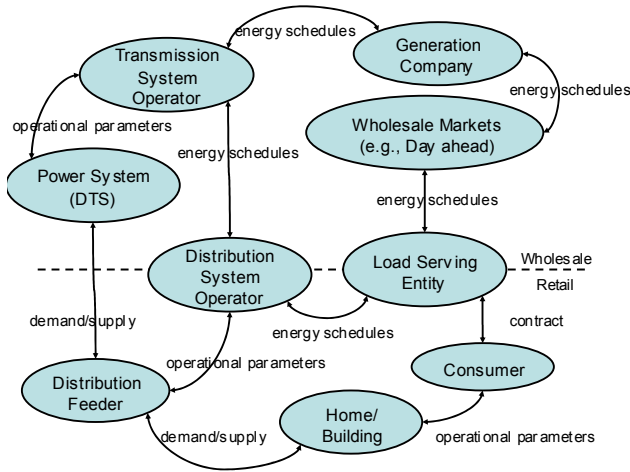 energy schedules
Generation
Company
Transmission
System
Operator
energy schedules
operational parameters
Wholesale Markets
(e.g., Day ahead)
energy schedules
Power System
(DTS)
energy schedules
Distribution
System
Operator
Load Serving
Entity
Wholesale
Retail
demand/supply
energy schedules
contract
operational parameters
Consumer
Distribution
Feeder
Home/
Building
demand/supply
operational parameters